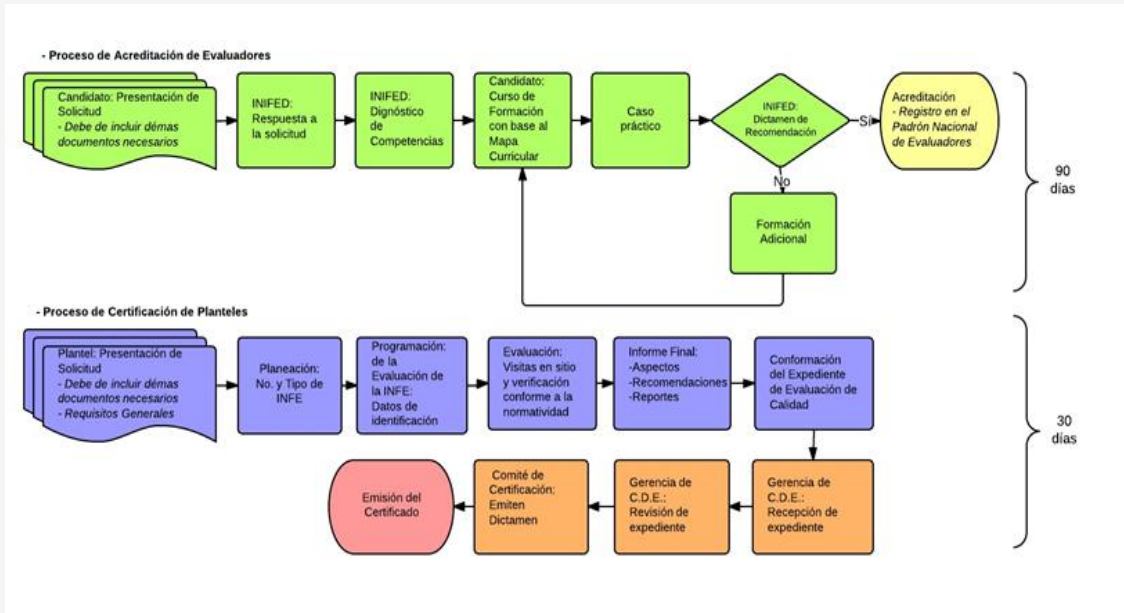 - Proceso de Acreditación de Evaluadores
Candidato: Presentación de
Solicitud
- Debe de incluir démas
documentos necesarios
INIFED:
Respuesta a
la solicitud
INIFED:
Dignóstico
de
Competencias
Candidato:
Curso de
Formación
con base al
Mapa
Curricular
Caso
práctico
INIFED:
Dictamen de
Recomendación
Sí
Acreditación
- Registro en el
Padrón Nacional
de Evaluadores
No
Formación
Adicional
90
días
- Proceso de Certificación de Planteles
Plantel: Presentación de
Solicitud
- Debe de incluir démas
documentos necesarios
- Requisitos Generales
Planeación:
No. y Tipo de
INFE
Programación:
de la
Evaluación de
la INFE:
Datos de
identificación
Evaluación:
Visitas en sitio
y verificación
conforme a la
normatividad
Informe Final:
-Aspectos
-Recomendaciones
-Reportes
Conformación
del Expediente
de Evaluación de
Calidad
30
días
Emisión del
Certificado
Comité de
Certificación:
Emiten
Dictamen
Gerencia de
C.D.E.:
Revisión de
expediente
Gerencia de
C.D.E.:
Recepción de
expediente